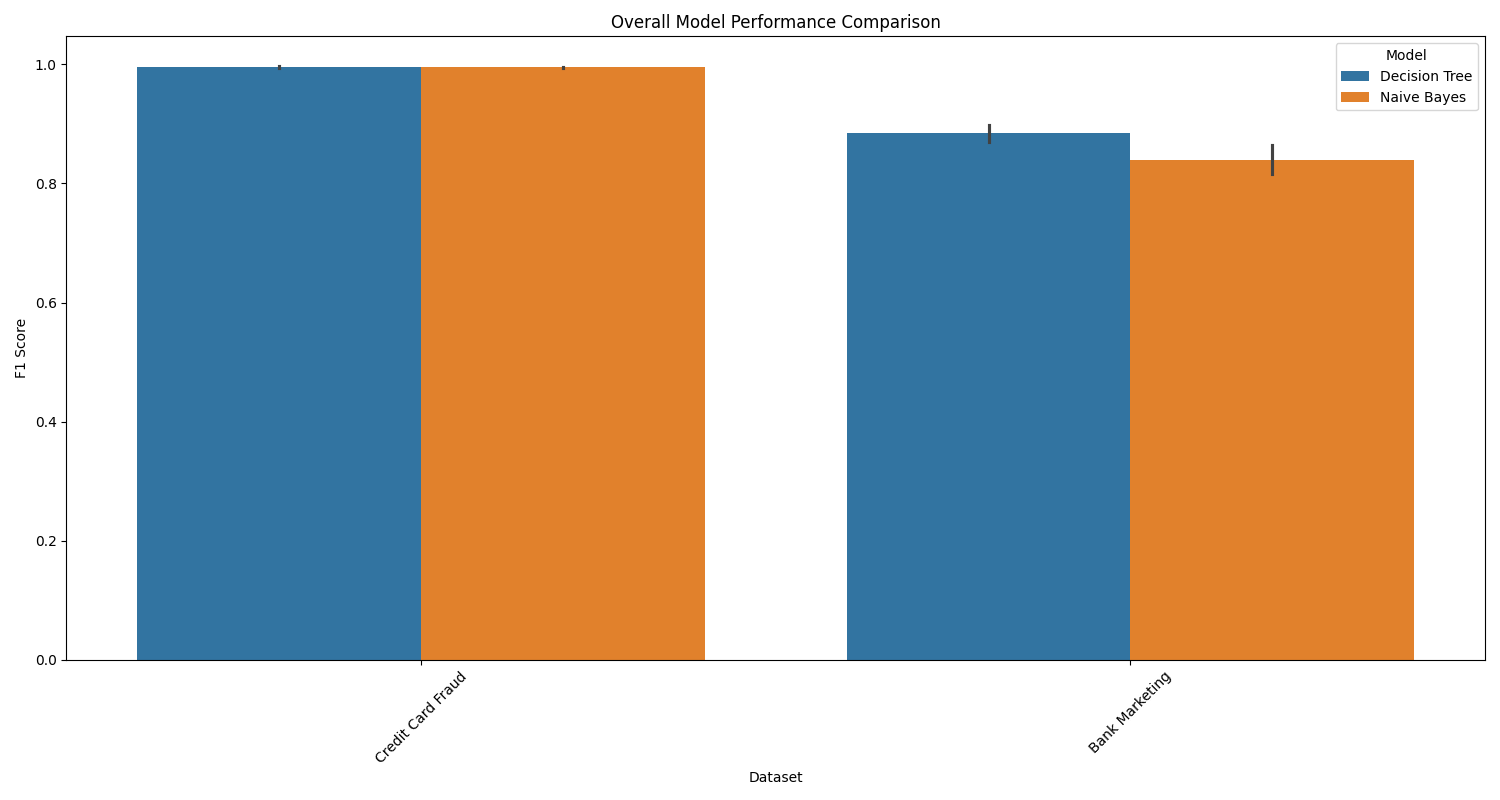 Overall Model Performance Comparison
Model
Decision Tree
Naive Bayes
F1 Score
1.0
0.8
0.6
0.4
0.2
0.0
Credit Card Fraud
Bank Marketing
Dataset